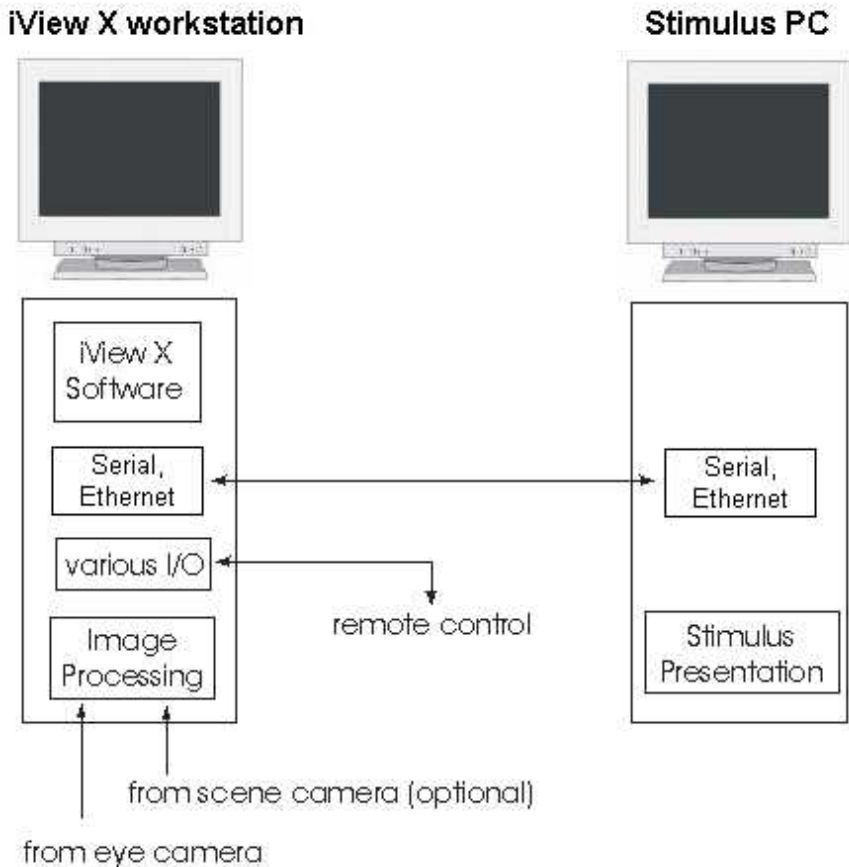 iView X workstation
Stimulus PC
iView X
Software
Serial,
Ethernet
various I/O
Image
Processing
remote control
Serial,
Ethernet
Stimulus
Presentation
from scene camera (optional)
from eye camera